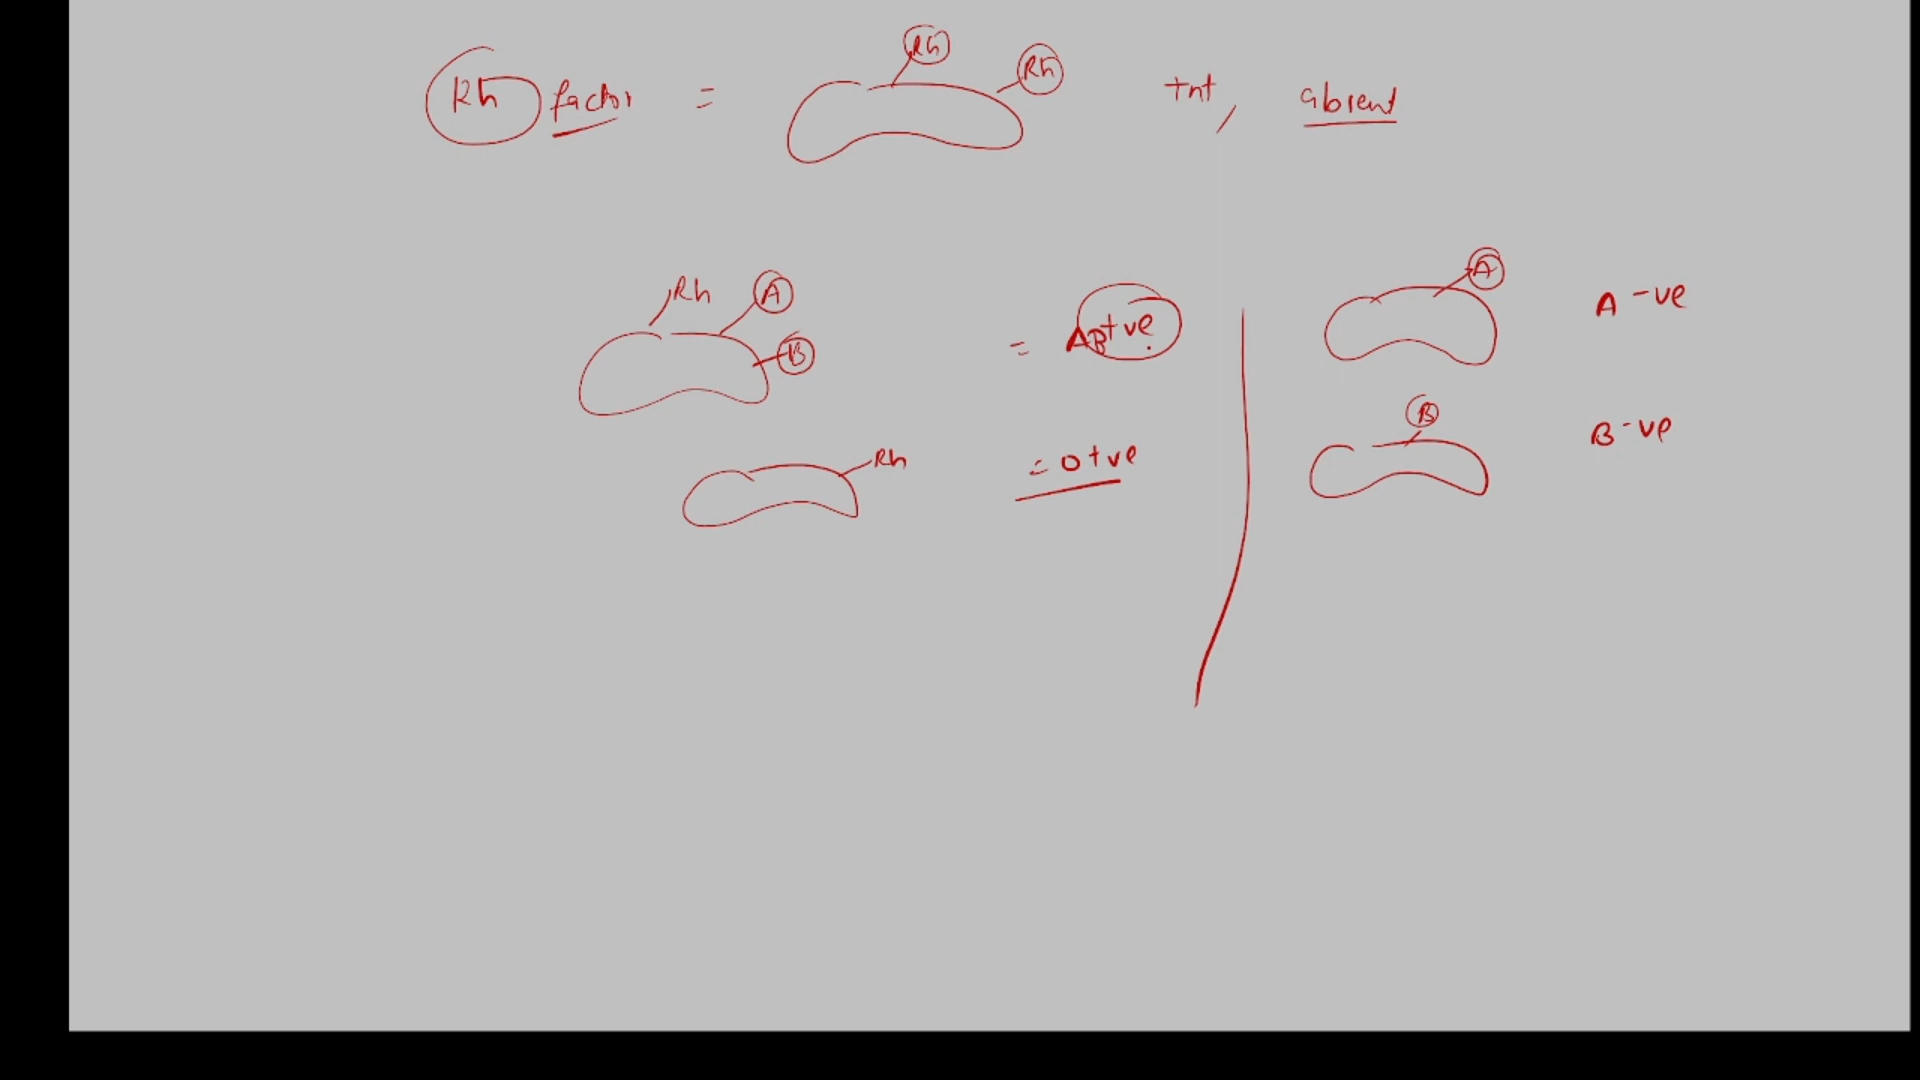 Rh factor = Rh Rh +nt, absent
Rh A B = AB+ve
A A -ve
Rh = O+ve
B B -ve